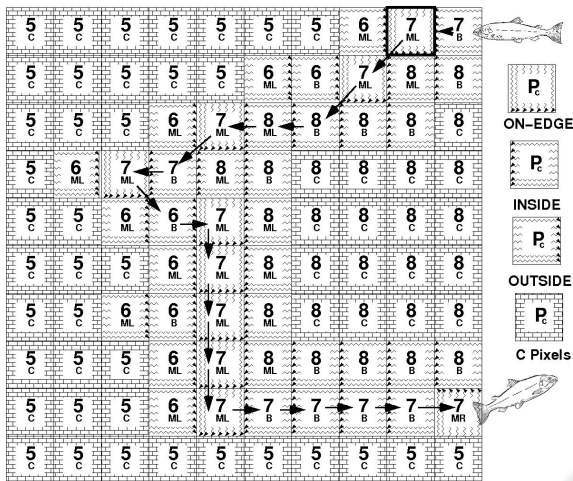 5 5 5 5 5 5 5 6 7 7
C C C C C C C ML ML B
5 5 5 5 5 6 6 7 8 8
C C C C C ML B ML ML B
5 5 5 6 7 8 8 8 8 8
C C C ML ML ML B B B C
5 6 7 7 8 8 8 8 8 8
C ML ML B ML B C C C C
5 5 6 6 7 8 8 8 8 8
C C ML B ML ML C C C C
5 5 5 6 7 8 8 8 8 8
C C C ML ML ML C C C C
5 5 6 6 7 8 8 8 8 8
C C ML B ML ML C C C C
5 5 5 6 7 8 8 8 8 8
C C C ML ML B B B B B
5 5 5 6 7 7 7 7 7 7
C C C ML ML B B B B MR
5 5 5 5 5 5 5 5 5 5
C C C C C C C C C C
Pc
ON-EDGE
Pc
INSIDE
Pc
OUTSIDE
Pc
C Pixels